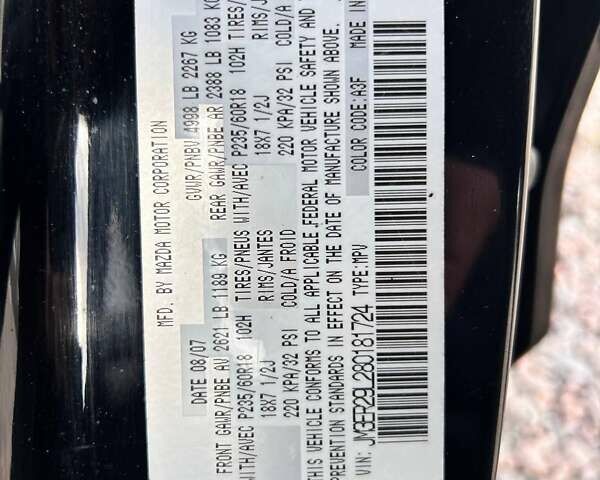 MFD. BY MAZDA MOTOR CORPORATION
DATE 08/07 GVWR/PNBV 4998 LB 2267 KG
FRONT GAWR/PNBE AV 2621 LB 1189 KG REAR GAWR/PNBE AR 2388 LB 1083 KG
WITH/AVEC P235/60R18 102H TIRES/PNEUS WITH/AVEC P235/60R18 102H TIRES/
18X7 1/2J RIMS/JANTES 18X7 1/2J RIMS/J
220 KPA/32 PSI COLD/A FROID 220 KPA/32 PSI COLD/A
THIS VEHICLE CONFORMS TO ALL APPLICABLE FEDERAL MOTOR VEHICLE SAFETY AND
PREVENTION STANDARDS IN EFFECT ON THE DATE OF MANUFACTURE SHOWN ABOVE.
VIN: JM3ER29L280181724 TYPE:MPV COLOR CODE:A3F MADE IN